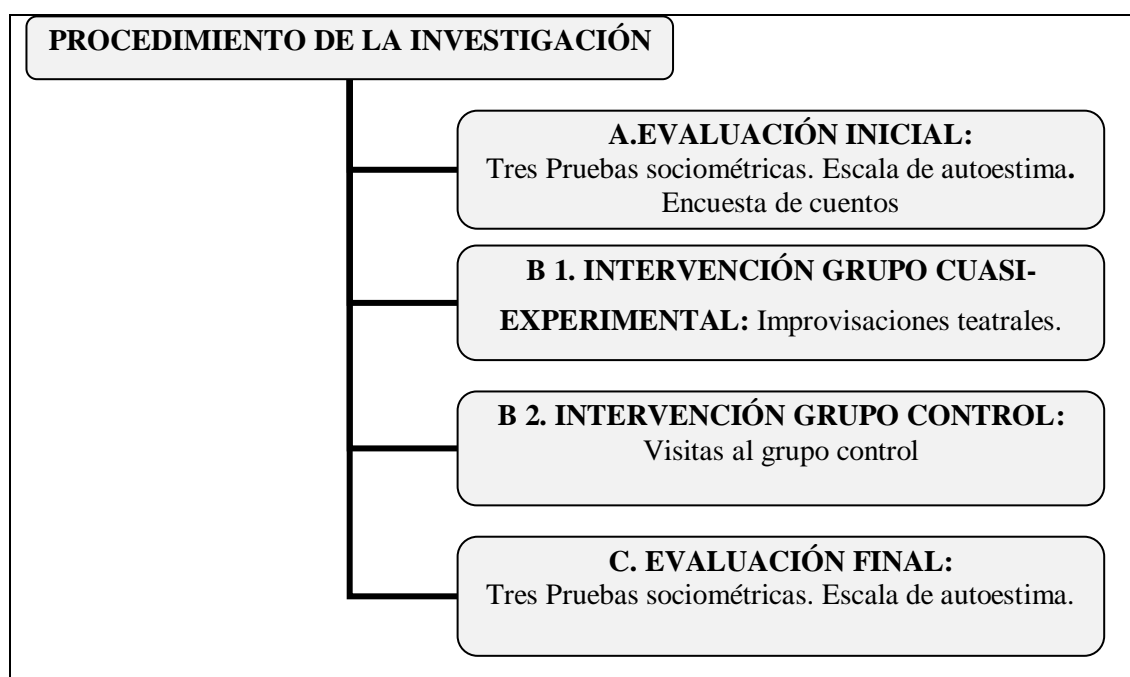 PROCEDIMIENTO DE LA INVESTIGACIÓN
A.EVALUACIÓN INICIAL:
Tres Pruebas sociométricas. Escala de autoestima.
Encuesta de cuentos
B 1. INTERVENCIÓN GRUPO CUASI-
EXPERIMENTAL: Improvisaciones teatrales.
B 2. INTERVENCIÓN GRUPO CONTROL:
Visitas al grupo control
C. EVALUACIÓN FINAL:
Tres Pruebas sociométricas. Escala de autoestima.